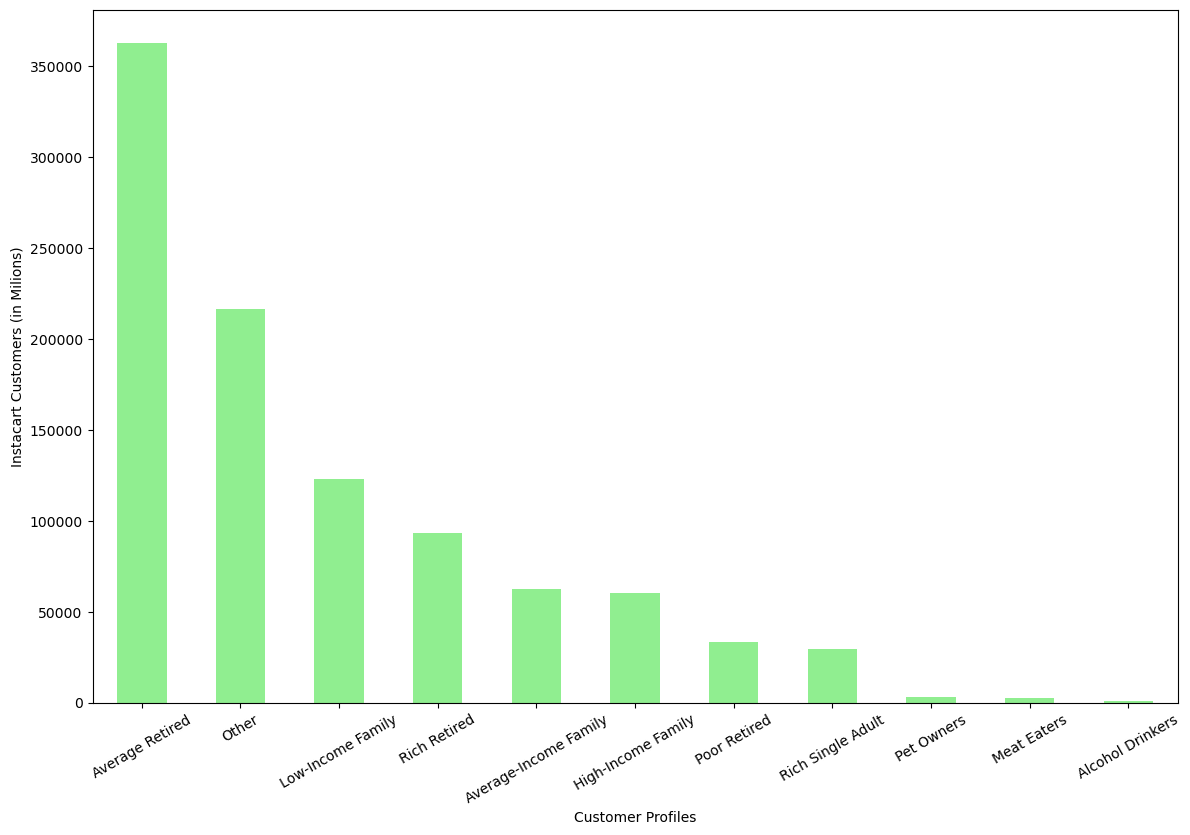 350000
300000
250000
200000
150000
100000
50000
0
Instacart Customers (in Milions)
Average Retired
Other
Low-Income Family
Rich Retired
Average-Income Family
High-Income Family
Poor Retired
Rich Single Adult
Pet Owners
Meat Eaters
Alcohol Drinkers
Customer Profiles